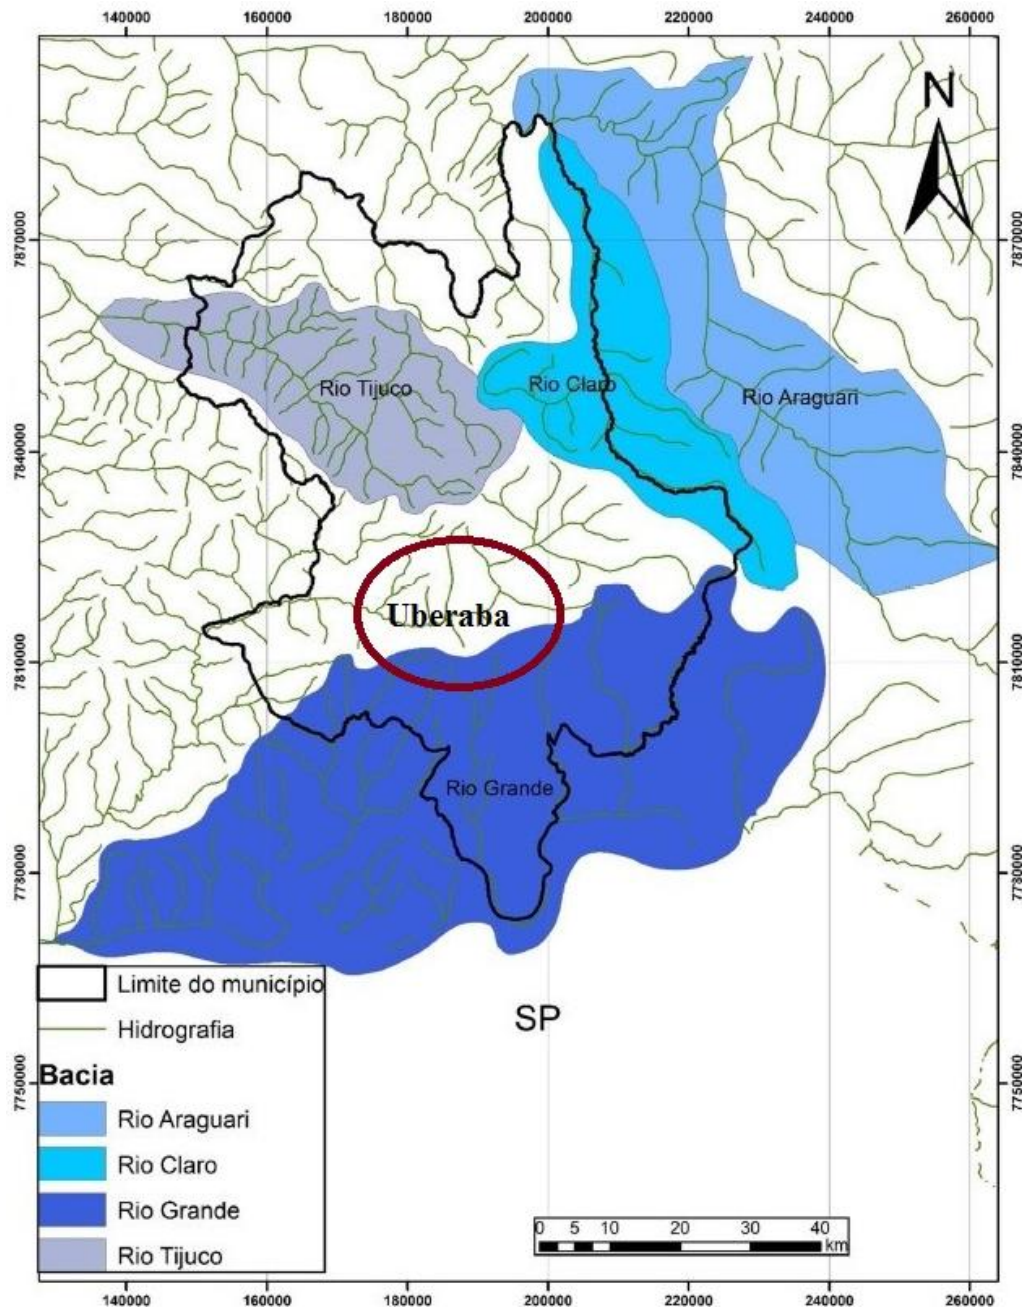 140000 160000 180000 200000 220000 240000 260000
N
7870000 7870000
Rio Tijuco
Rio Claro
Rio Araguari
7840000 7840000
Uberaba
7810000 7810000
Rio Grande
7780000 7780000
SP
Limite do município
Hidrografia
7750000 7750000
Bacia
Rio Araguari
Rio Claro
Rio Grande
Rio Tijuco
0 5 10 20 30 40
km
140000 160000 180000 200000 220000 240000 260000